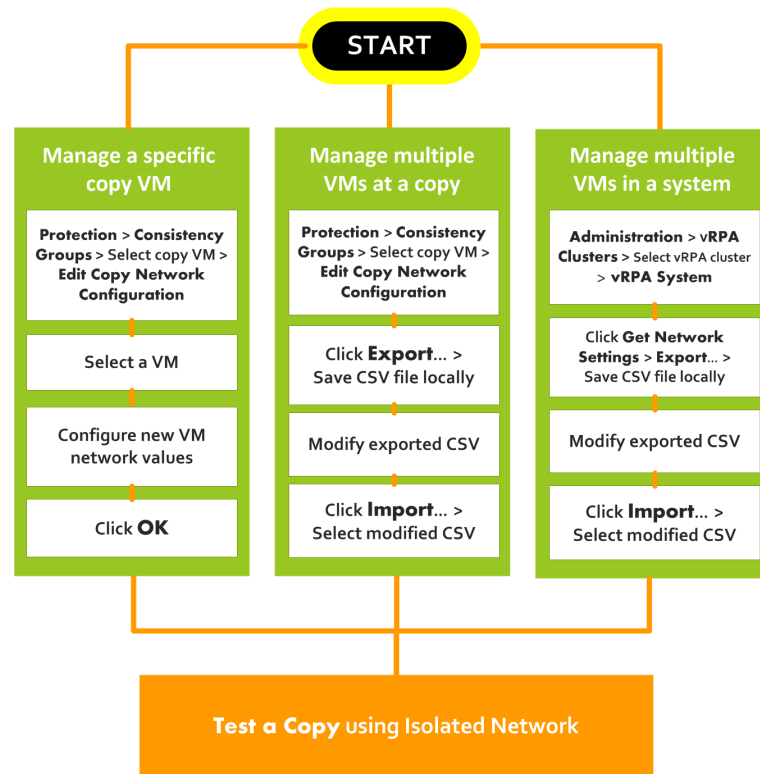 START
Manage a specific
copy VM
Protection > Consistency
Groups > Select copy VM >
Edit Copy Network
Configuration
Select a VM
Configure new VM
network values
Click OK
Manage multiple
VMs at a copy
Protection > Consistency
Groups > Select copy VM >
Edit Copy Network
Configuration
Click Export... >
Save CSV file locally
Modify exported CSV
Click Import... >
Select modified CSV
Manage multiple
VMs in a system
Administration > vRPA
Clusters > Select vRPA cluster
> vRPA System
Click Get Network
Settings > Export... >
Save CSV file locally
Modify exported CSV
Click Import... >
Select modified CSV
Test a Copy using Isolated Network